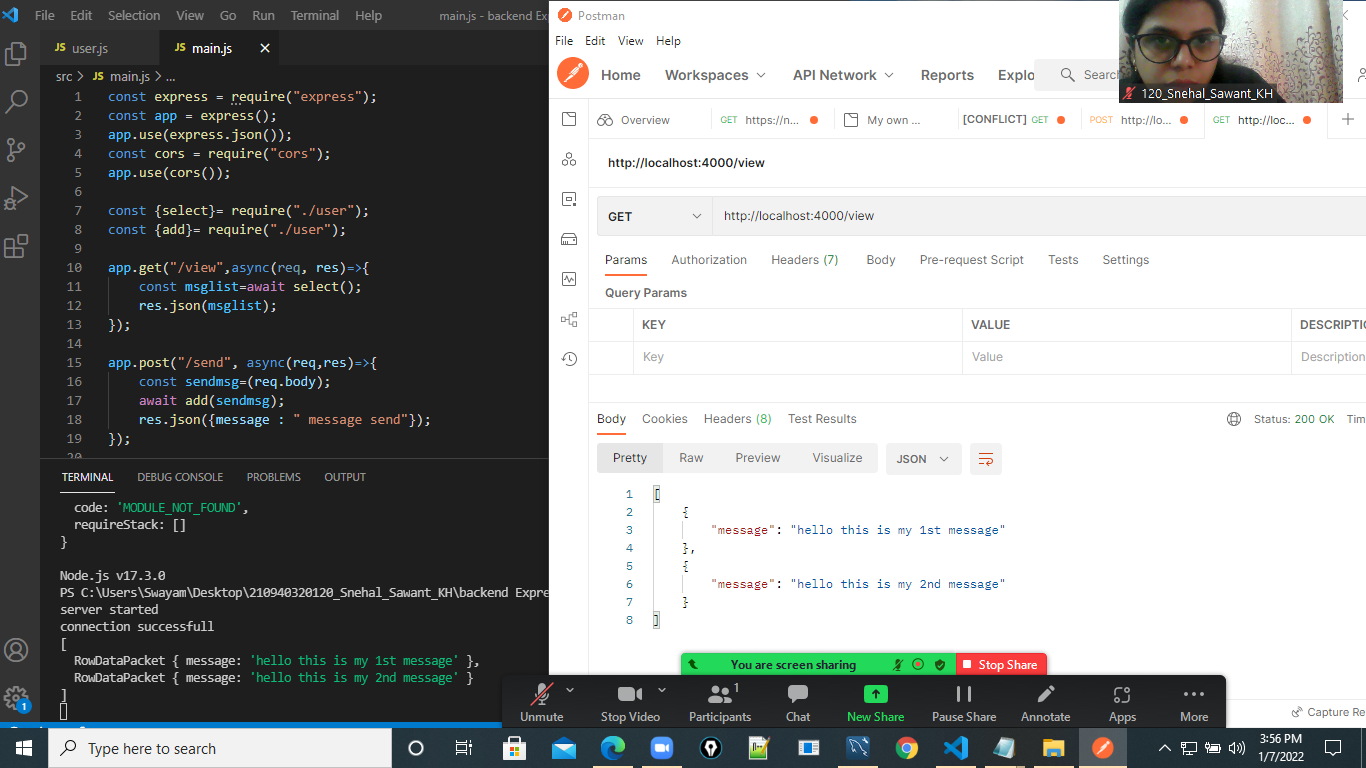 File Edit Selection View Go Run Terminal Help main.js - backend Ex
JS user.js JS main.js
src > JS main.js > ...
1 const express = require("express");
2 const app = express();
3 app.use(express.json());
4 const cors = require("cors");
5 app.use(cors());
6
7 const {select}= require("./user");
8 const {add}= require("./user");
9
10 app.get("/view",async(req, res)=>{
11 const msglist=await select();
12 res.json(msglist);
13 });
14
15 app.post("/send", async(req,res)=>{
16 const sendmsg=(req.body);
17 await add(sendmsg);
18 res.json({message : " message send"});
19 });
20
TERMINAL DEBUG CONSOLE PROBLEMS OUTPUT
code: 'MODULE_NOT_FOUND',
requireStack: []
}
Node.js v17.3.0
PS C:\Users\Swayam\Desktop\210940320120_Snehal_Sawant_KH\backend Expre
server started
connection successfull
[
RowDataPacket { message: 'hello this is my 1st message' },
RowDataPacket { message: 'hello this is my 2nd message' }
]
1
Postman
File Edit View Help
Home Workspaces API Network Reports Explo Searc
120_Snehal_Sawant_KH
Overview GET https://n... My own ... [CONFLICT] GET POST http://lo... GET http://loc...
http://localhost:4000/view
GET http://localhost:4000/view
Params Authorization Headers (7) Body Pre-request Script Tests Settings
Query Params
KEY VALUE DESCRIPTIO
Key Value Description
Body Cookies Headers (8) Test Results Status: 200 OK Tim
Pretty Raw Preview Visualize JSON
1 [
2 {
3 "message": "hello this is my 1st message"
4 },
5 {
6 "message": "hello this is my 2nd message"
7 }
8 ]
You are screen sharing Stop Share
1
Unmute Stop Video Participants Chat New Share Pause Share Annotate Apps More
Capture Re
Type here to search
3:56 PM
1/7/2022